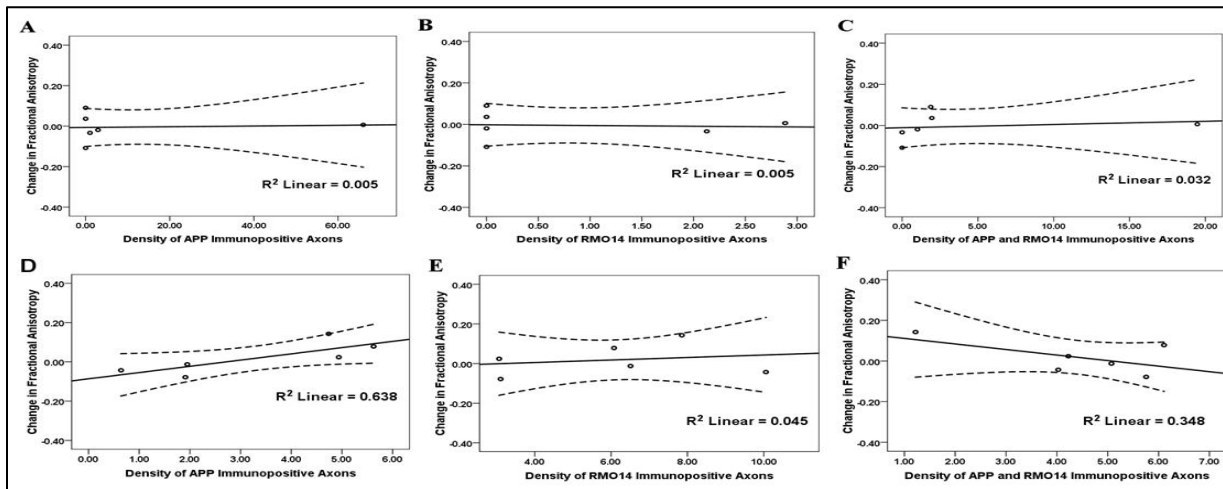 A
Change in Fractional Anisotropy
0.40
0.20
0.00
-0.20
-0.40
R² Linear = 0.005
0.00 20.00 40.00 60.00
Density of APP Immunopositive Axons
B
Change in Fractional Anisotropy
0.40
0.20
0.00
-0.20
-0.40
R² Linear = 0.005
0.00 0.50 1.00 1.50 2.00 2.50 3.00
Density of RMO14 Immunopositive Axons
C
Change in Fractional Anisotropy
0.40
0.20
0.00
-0.20
-0.40
R² Linear = 0.032
0.00 5.00 10.00 15.00 20.00
Density of APP and RMO14 Immunopositive Axons
D
Change in Fractional Anisotropy
0.40
0.20
0.00
-0.20
-0.40
R² Linear = 0.638
0.00 1.00 2.00 3.00 4.00 5.00 6.00
Density of APP Immunopositive Axons
E
Change in Fractional Anisotropy
0.40
0.20
0.00
-0.20
-0.40
R² Linear = 0.045
4.00 6.00 8.00 10.00
Density of RMO14 Immunopositive Axons
F
Change in Fractional Anisotropy
0.40
0.20
0.00
-0.20
-0.40
R² Linear = 0.348
1.00 2.00 3.00 4.00 5.00 6.00 7.00
Density of APP and RMO14 Immunopositive Axons